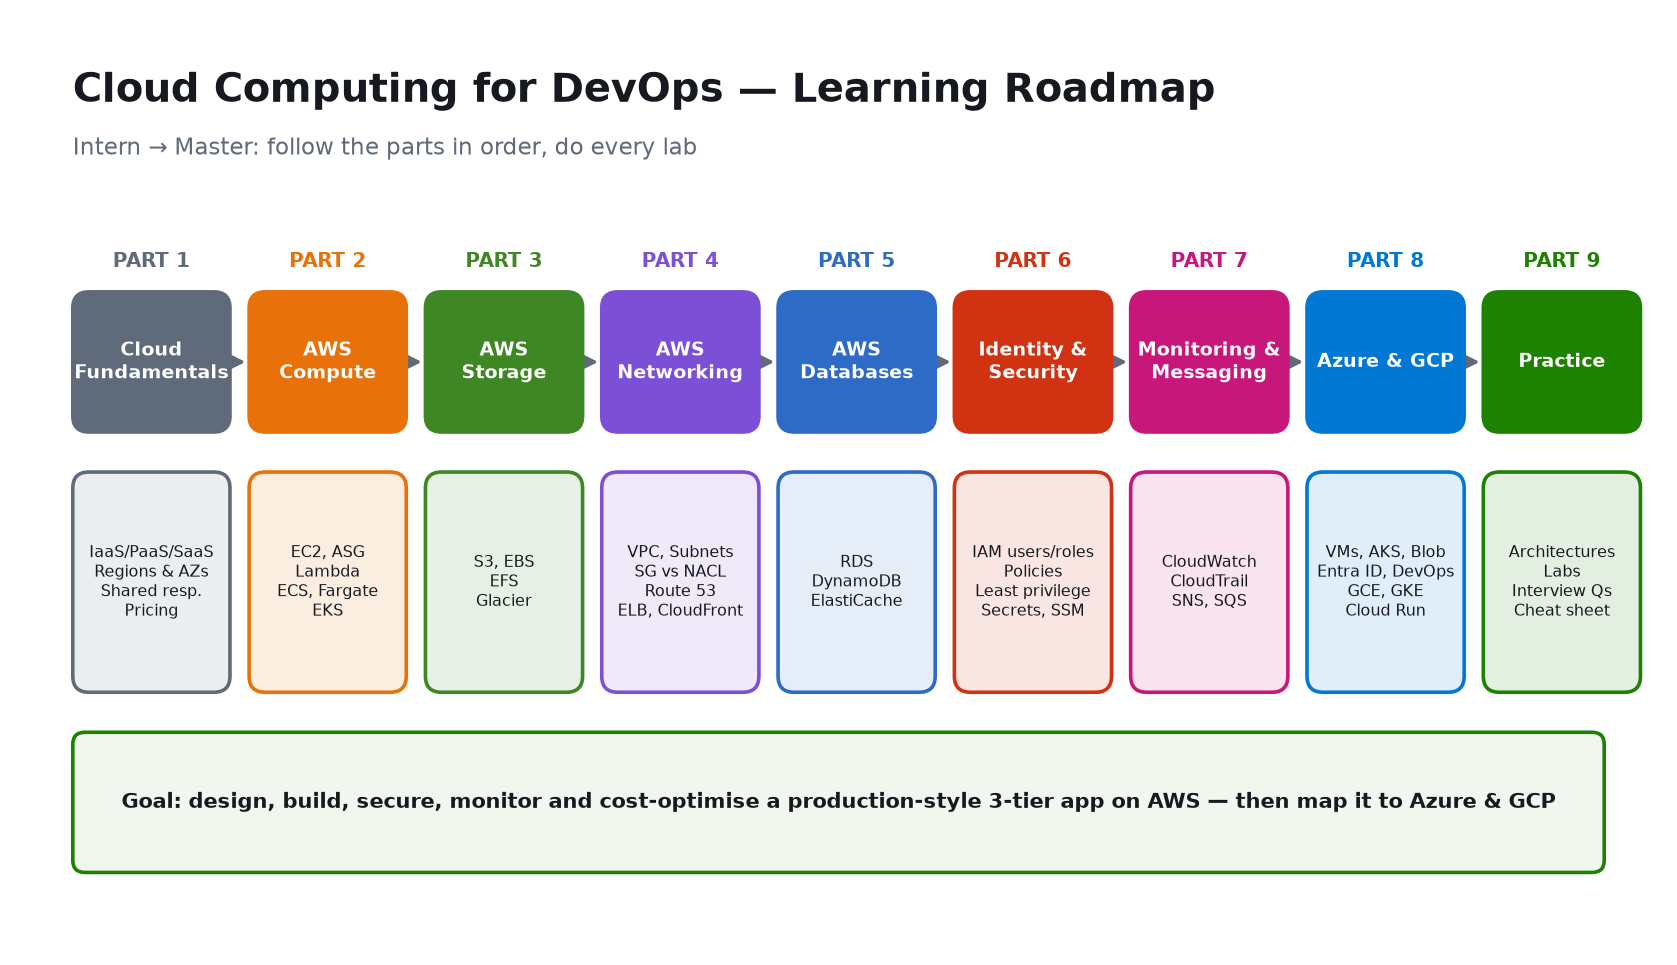 Cloud Computing for DevOps — Learning Roadmap
Intern → Master: follow the parts in order, do every lab
PART 1
Cloud
Fundamentals
IaaS/PaaS/SaaS
Regions & AZs
Shared resp.
Pricing
PART 2
AWS
Compute
EC2, ASG
Lambda
ECS, Fargate
EKS
PART 3
AWS
Storage
S3, EBS
EFS
Glacier
PART 4
AWS
Networking
VPC, Subnets
SG vs NACL
Route 53
ELB, CloudFront
PART 5
AWS
Databases
RDS
DynamoDB
ElastiCache
PART 6
Identity &
Security
IAM users/roles
Policies
Least privilege
Secrets, SSM
PART 7
Monitoring &
Messaging
CloudWatch
CloudTrail
SNS, SQS
PART 8
Azure & GCP
VMs, AKS, Blob
Entra ID, DevOps
GCE, GKE
Cloud Run
PART 9
Practice
Architectures
Labs
Interview Qs
Cheat sheet
Goal: design, build, secure, monitor and cost-optimise a production-style 3-tier app on AWS — then map it to Azure & GCP